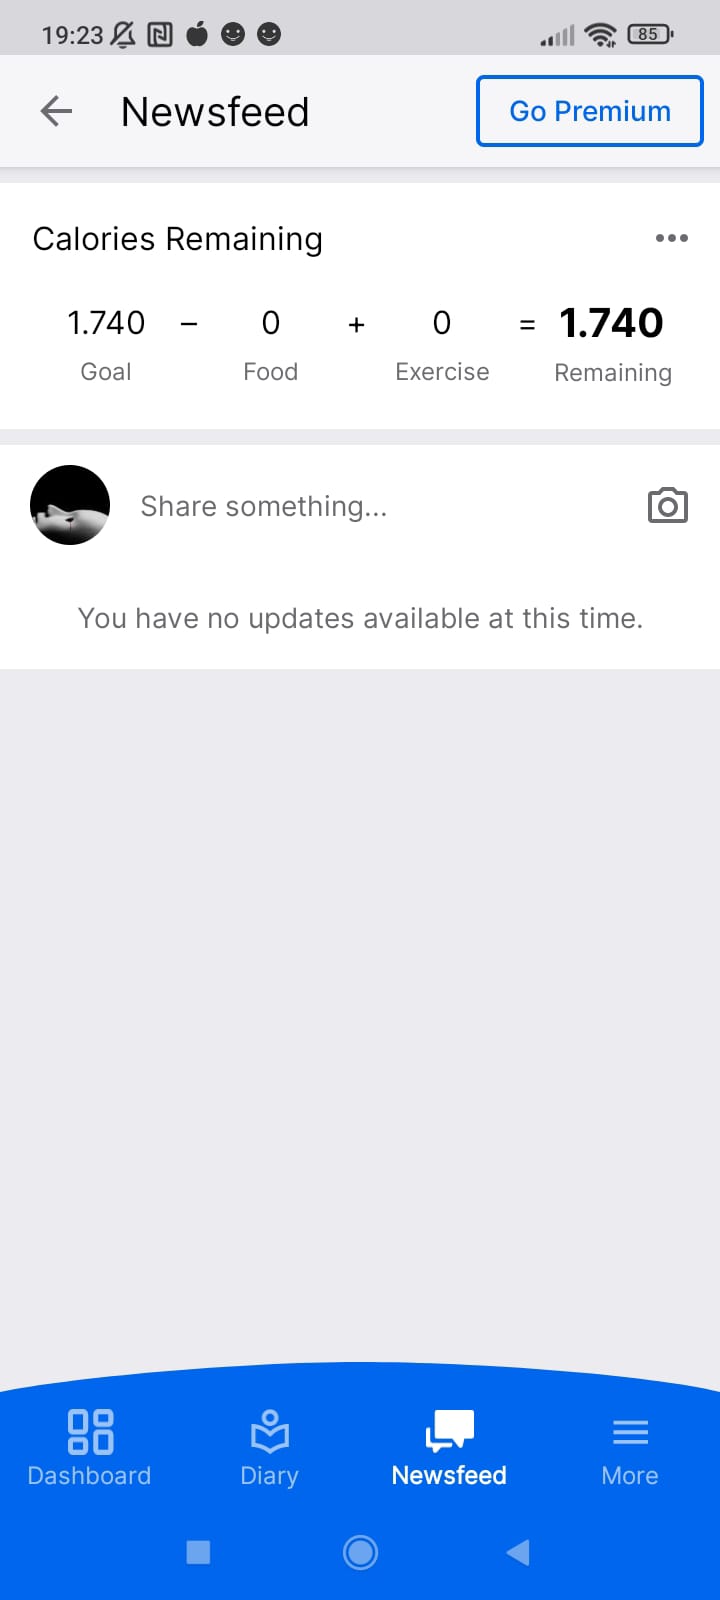 19:23 85
Newsfeed Go Premium
Calories Remaining
1.740 – 0 + 0 = 1.740
Goal Food Exercise Remaining
Share something...
You have no updates available at this time.
Dashboard Diary Newsfeed More